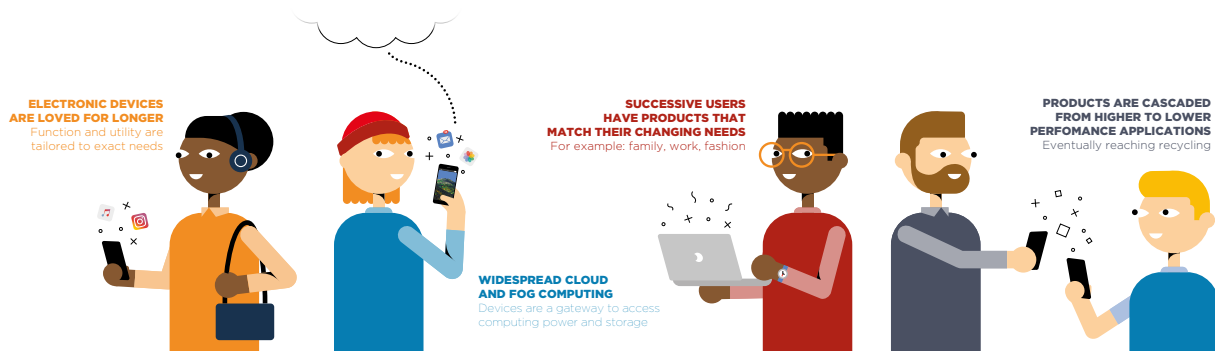 ELECTRONIC DEVICES
ARE LOVED FOR LONGER
Function and utility are
tailored to exact needs
WIDESPREAD CLOUD
AND FOG COMPUTING
Devices are a gateway to access
computing power and storage
SUCCESSIVE USERS
HAVE PRODUCTS THAT
MATCH THEIR CHANGING NEEDS
For example: family, work, fashion
PRODUCTS ARE CASCADED
FROM HIGHER TO LOWER
PERFOMANCE APPLICATIONS
Eventually reaching recycling